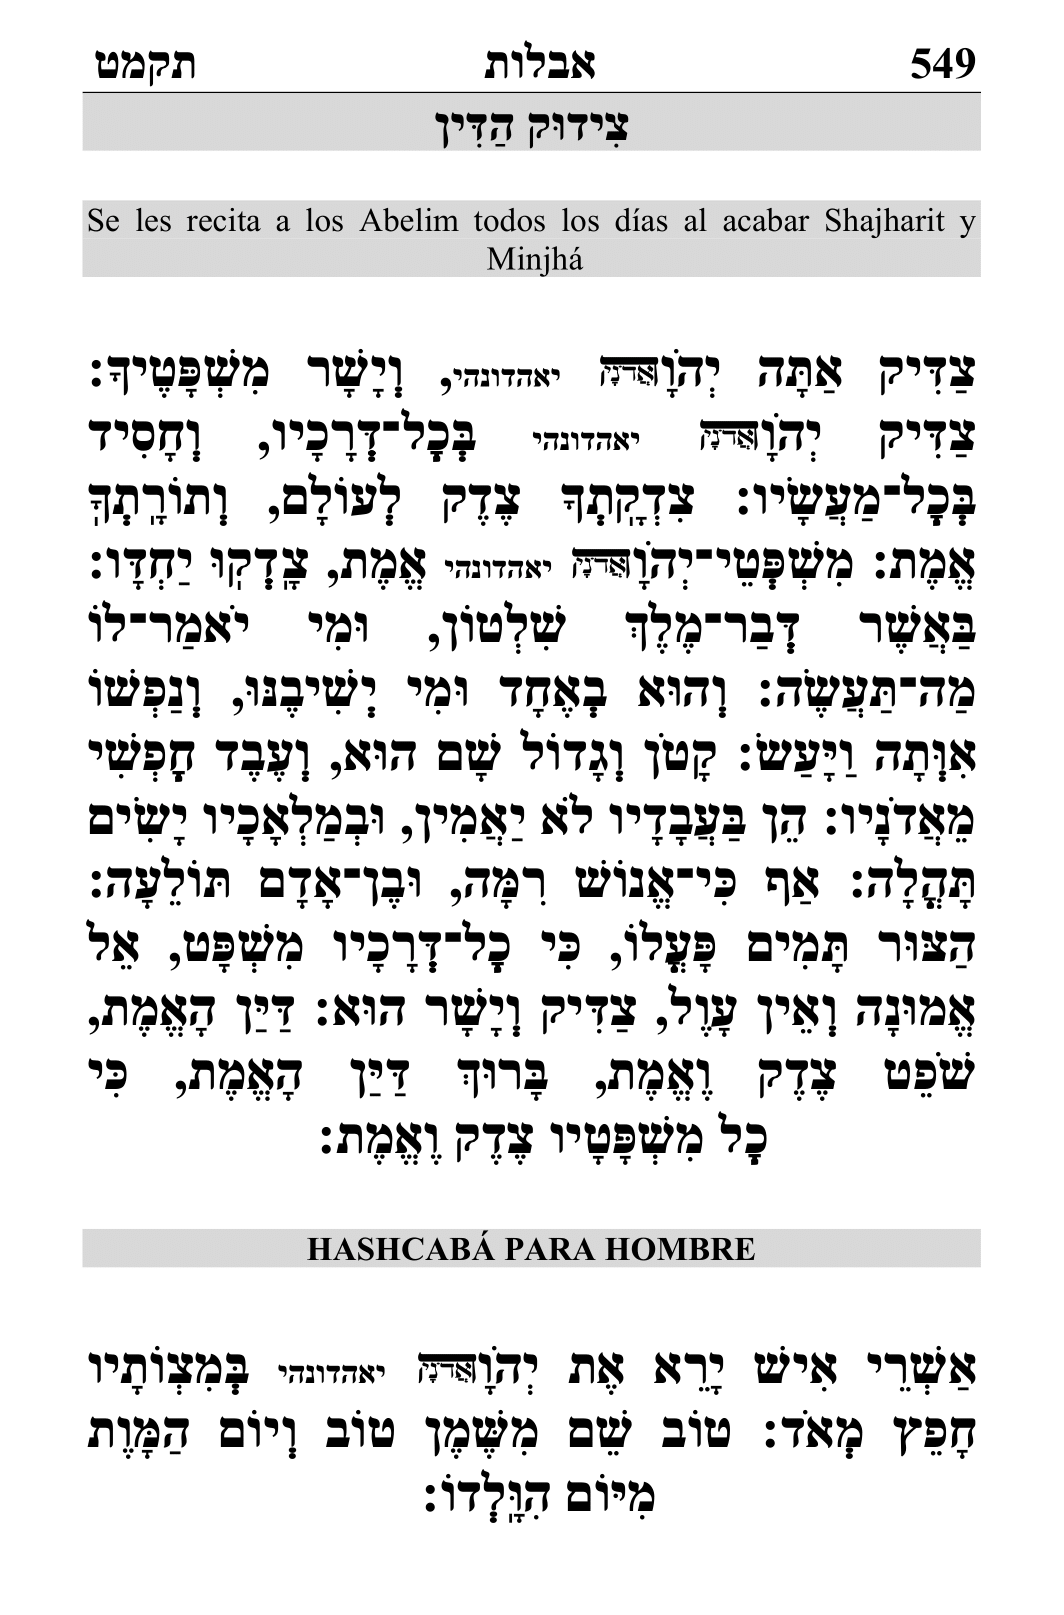 549 אבלות תקמט
צִידוּק הַדִּין
Se les recita a los Abelim todos los días al acabar Shajharit y
Minjhá
צַדִּיק אַתָּה יְהֹוָאֲדֹנָי יאהדונהי, וְיָשָׁר מִשְׁפָּטֶיךָ:
צַדִּיק יְהֹוָאֲדֹנָי יאהדונהי בְּכׇל־דְּרָכָיו, וְחָסִיד
בְּכׇל־מַעֲשָׂיו: צִדְקָתְךָ צֶדֶק לְעוֹלָם, וְתוֹרָתְךָ
אֱמֶת: מִשְׁפְּטֵי־יְהֹוָאֲדֹנָי יאהדונהי אֱמֶת, צָדְקוּ יַחְדָּו:
בַּאֲשֶׁר דְּבַר־מֶלֶךְ שִׁלְטוֹן, וּמִי יֹאמַר־לוֹ
מַה־תַּעֲשֶׂה: וְהוּא בְאֶחָד וּמִי יְשִׁיבֶנּוּ, וְנַפְשׁוֹ
אִוְּתָה וַיָּעַשׂ: קָטֹן וְגָדוֹל שָׁם הוּא, וְעֶבֶד חׇפְשִׁי
מֵאֲדֹנָיו: הֵן בַּעֲבָדָיו לֹא יַאֲמִין, וּבְמַלְאָכָיו יָשִׂים
תָּהֳלָה: אַף כִּי־אֱנוֹשׁ רִמָּה, וּבֶן־אָדָם תּוֹלֵעָה:
הַצּוּר תָּמִים פׇּעֳלוֹ, כִּי כׇל־דְּרָכָיו מִשְׁפָּט, אֵל
אֱמוּנָה וְאֵין עָוֶל, צַדִּיק וְיָשָׁר הוּא: דַּיַּן הָאֱמֶת,
שֹׁפֵט צֶדֶק וֶאֱמֶת, בָּרוּךְ דַּיַּן הָאֱמֶת, כִּי
כׇל מִשְׁפָּטָיו צֶדֶק וֶאֱמֶת:
HASHCABÁ PARA HOMBRE
אַשְׁרֵי אִישׁ יָרֵא אֶת יְהֹוָאֲדֹנָי יאהדונהי בְּמִצְוֹתָיו
חָפֵץ מְאֹד: טוֹב שֵׁם מִשֶּׁמֶן טוֹב וְיוֹם הַמָּוֶת
מִיּוֹם הִוָּלְדוֹ: